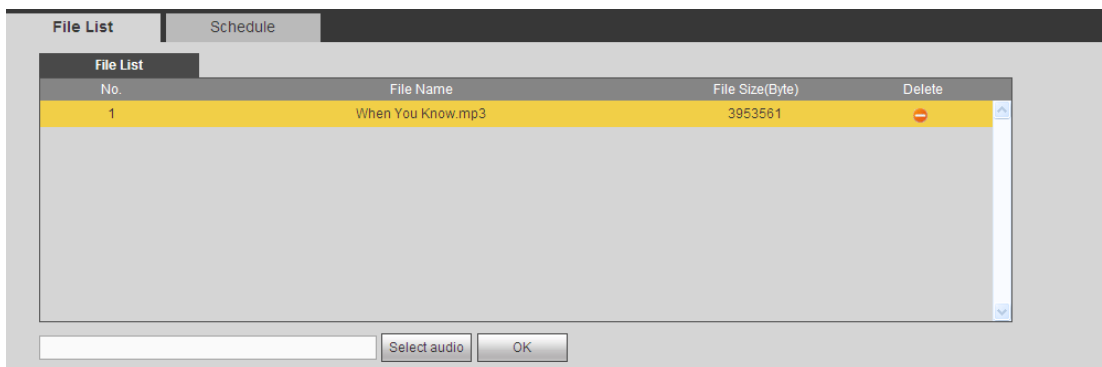 File List Schedule
File List
No. File Name File Size(Byte) Delete
1 When You Know.mp3 3953561
Select audio OK